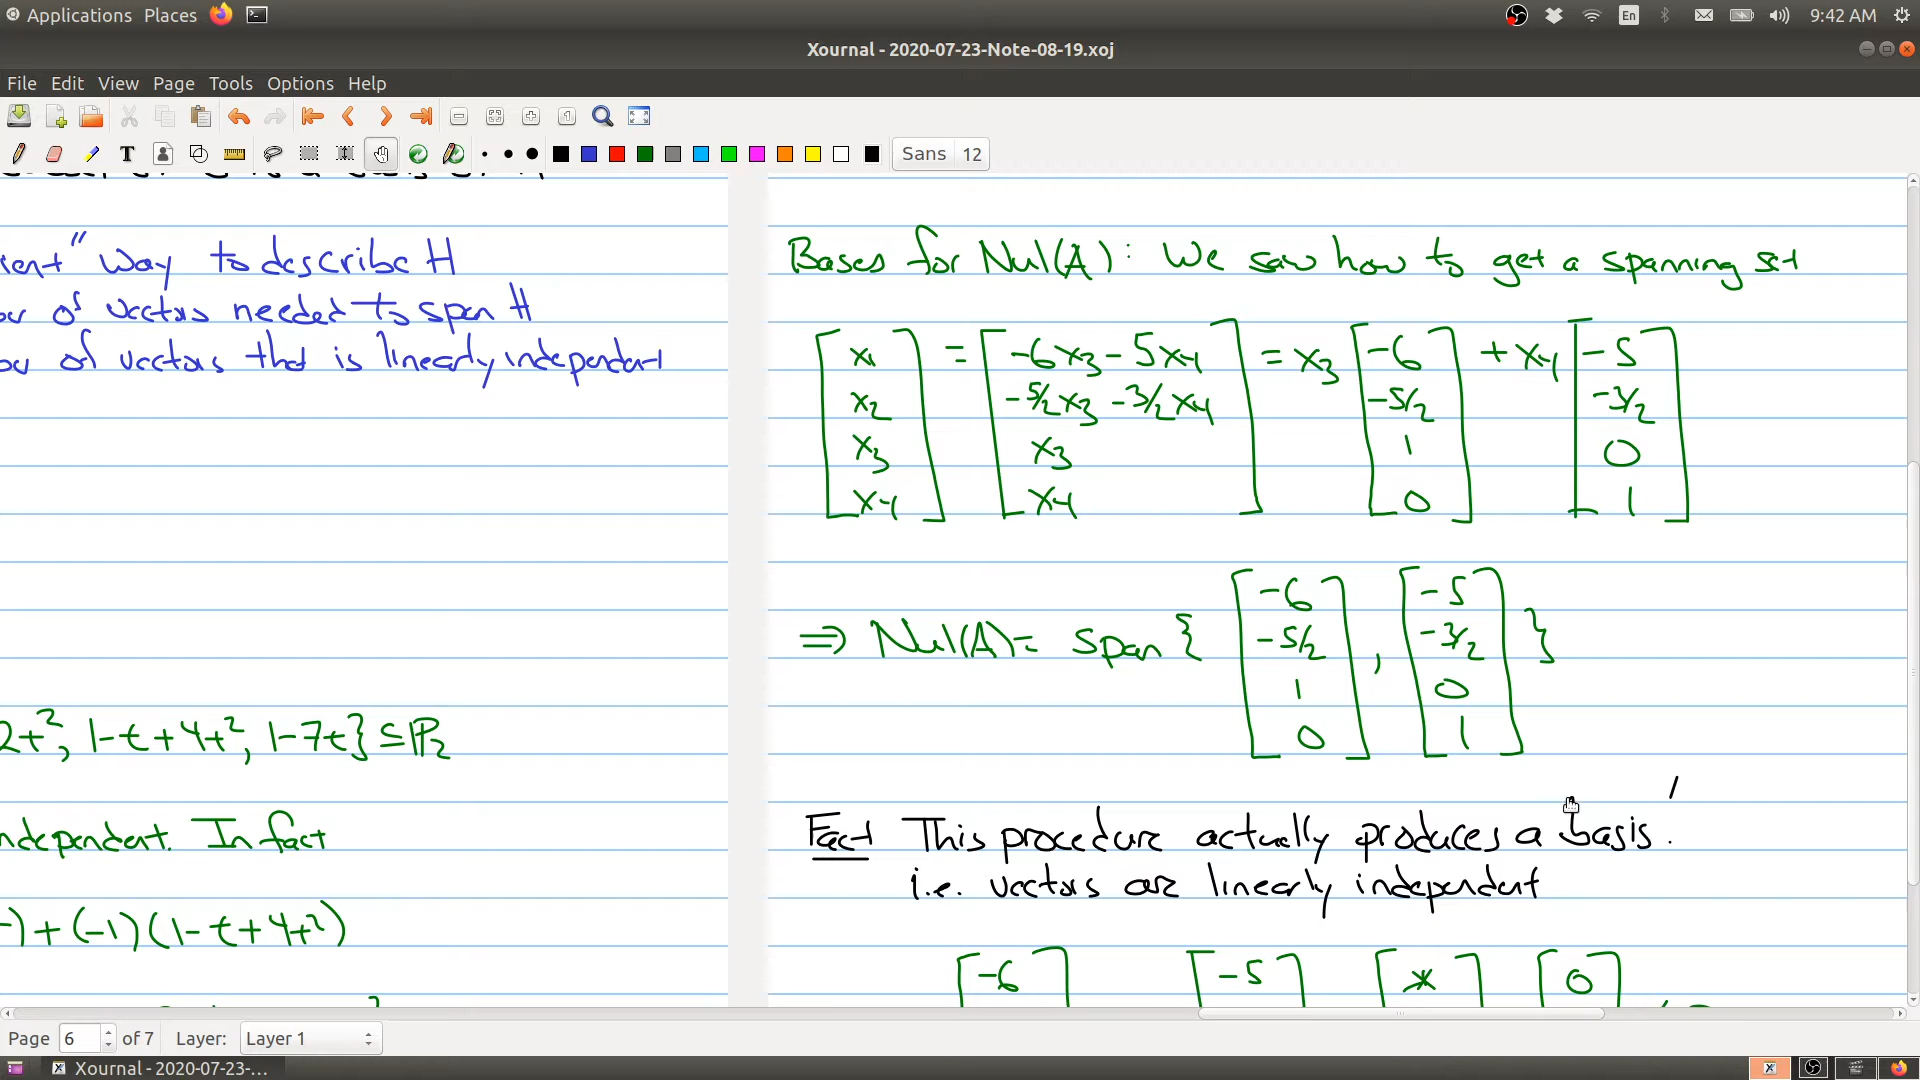 Applications Places En 9:42 AM
Xournal - 2020-07-23-Note-08-19.xoj
File Edit View Page Tools Options Help
Sans 12
ient" way to describe H
of vectors needed to span H
of vectors that is linearly independent
2t², 1-t+4t², 1-7t} ⊆ ℙ₂
ndependent. In fact
) + (-1)(1-t+4t²)
Bases for Nul(A): We saw how to get a spanning set
[x₁ x₂ x₃ x₄] = [-6x₃-5x₄ -5/2x₃-3/2x₄ x₃ x₄] = x₃ [-6 -5/2 1 0] + x₄ [-5 -3/2 0 1]
⇒ Nul(A) = span { [-6 -5/2 1 0], [-5 -3/2 0 1] }
Fact This procedure actually produces a basis!
i.e. vectors are linearly independent
[-6 [-5] [*] [0]
Page 6 of 7 Layer: Layer 1
Xournal - 2020-07-23-...